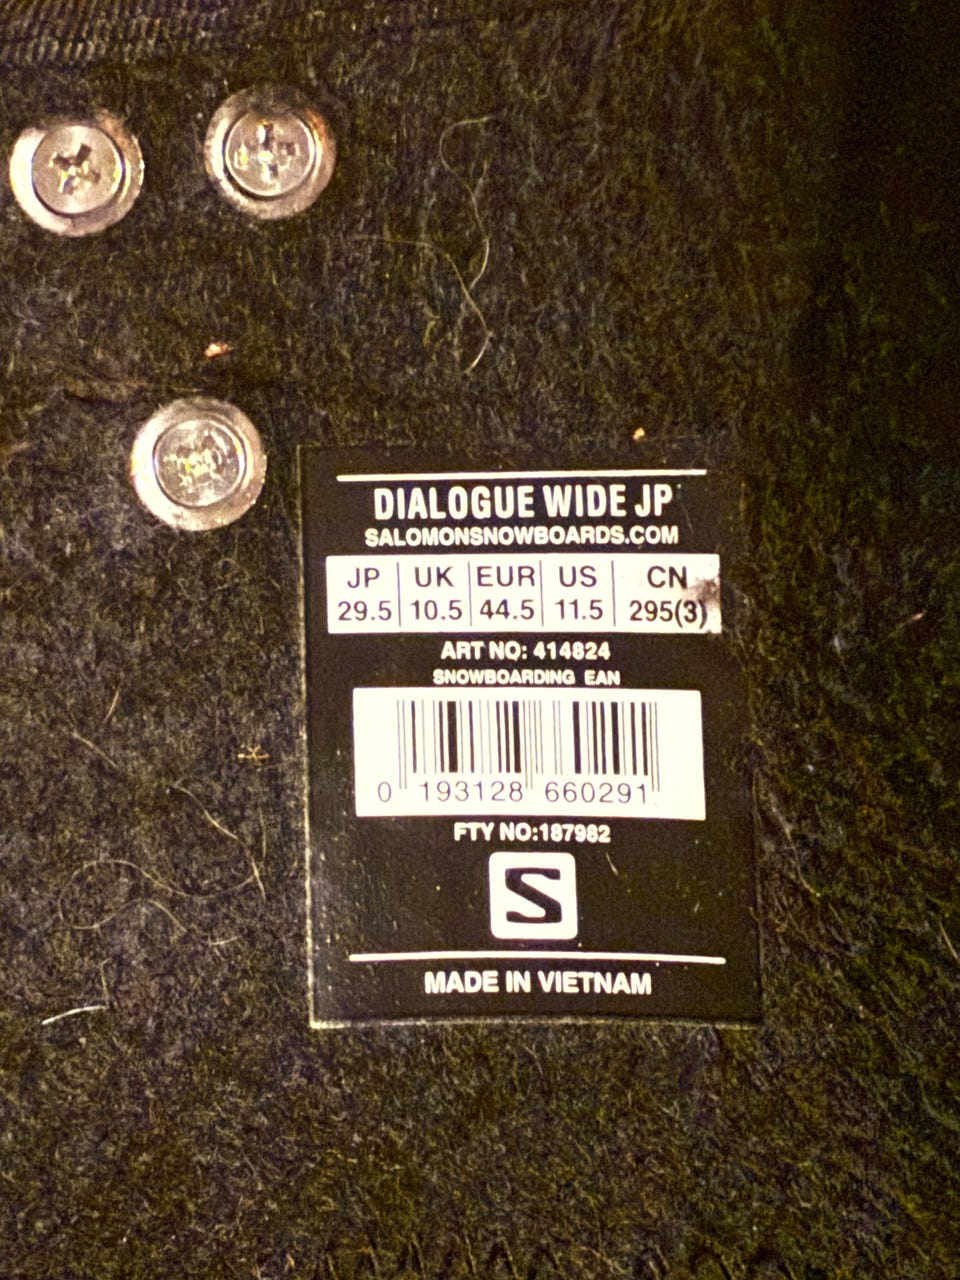 DIALOGUE WIDE JP
SALOMONSNOWBOARDS.COM
JP UK EUR US CN
29.5 10.5 44.5 11.5 295(3)
ART NO: 414824
SNOWBOARDING EAN
0 193128 660291
FTY NO:187982
S
MADE IN VIETNAM